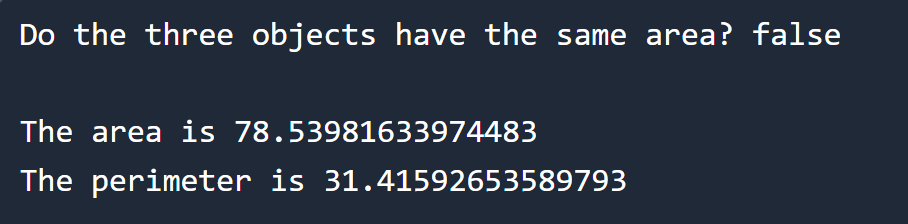 Do the three objects have the same area? false
The area is 78.53981633974483
The perimeter is 31.41592653589793